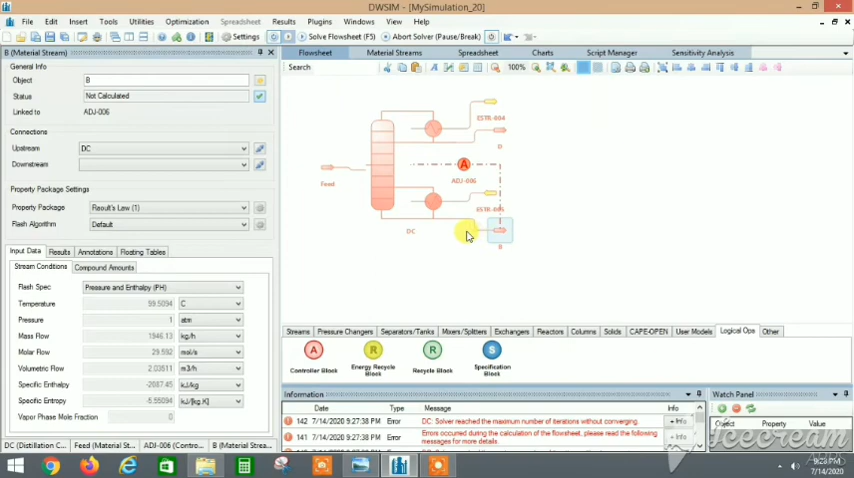 DWSIM - [MySimulation_20]
File Edit Insert Tools Utilities Optimization Spreadsheet Results Plugins Windows View Help
Settings Solve Flowsheet (F5) Abort Solver (Pause/Break)
B (Material Stream)
General Info
Object B
Status Not Calculated
Linked to ADJ-006
Connections
Upstream DC
Downstream
Property Package Settings
Property Package Raoult's Law (1)
Flash Algorithm Default
Input Data Results Annotations Floating Tables
Stream Conditions Compound Amounts
Flash Spec Pressure and Enthalpy (PH)
Temperature 99.5094 C
Pressure 1 atm
Mass Flow 1946.13 kg/h
Molar Flow 29.592 mol/s
Volumetric Flow 2.03511 m3/h
Specific Enthalpy -2087.45 kJ/kg
Specific Entropy -5.55094 kJ/[kg.K]
Vapor Phase Mole Fraction 0
DC (Distillation C... Feed (Material St... ADJ-006 (Contro... B (Material Strea...
Flowsheet Material Streams Spreadsheet Charts Script Manager Sensitivity Analysis
Search 100%
ESTR-004
D
A
Feed
ADJ-006
DC
B
Streams Pressure Changers Separators/Tanks Mixers/Splitters Exchangers Reactors Columns Solids CAPE-OPEN User Models Logical Ops Other
A R R S
Controller Block Energy Recycle Block Recycle Block Specification Block
Information
Date Type Message Info
142 7/14/2020 9:27:38 PM Error DC: Solver reached the maximum number of iterations without converging. + Info
141 7/14/2020 9:27:38 PM Error Errors occurred during the calculation of the flowsheet, please read the following messages for more details. + Info
Watch Panel
Object Property Value
Icecream
APPS
7/14/2020